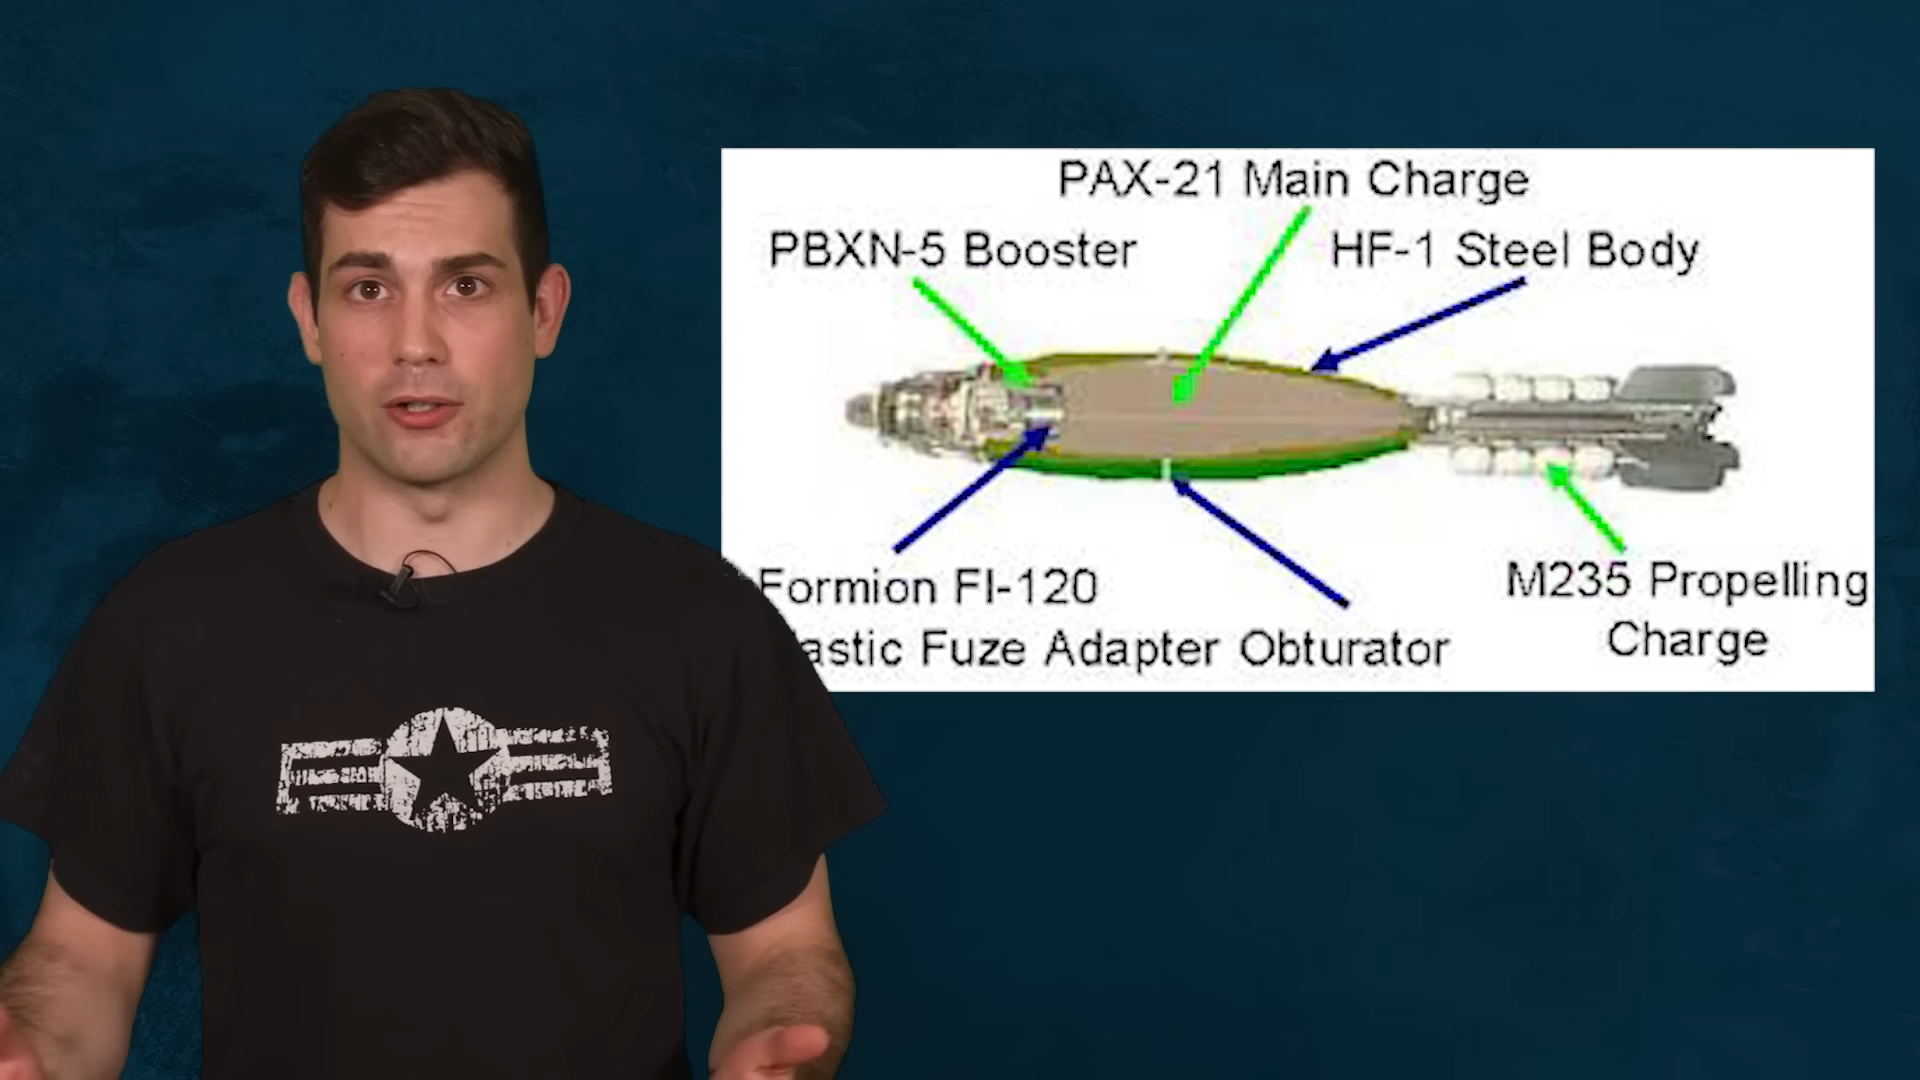 PAX-21 Main Charge
PBXN-5 Booster
HF-1 Steel Body
Formion FI-120
astic Fuze Adapter
Obturator
M235 Propelling
Charge